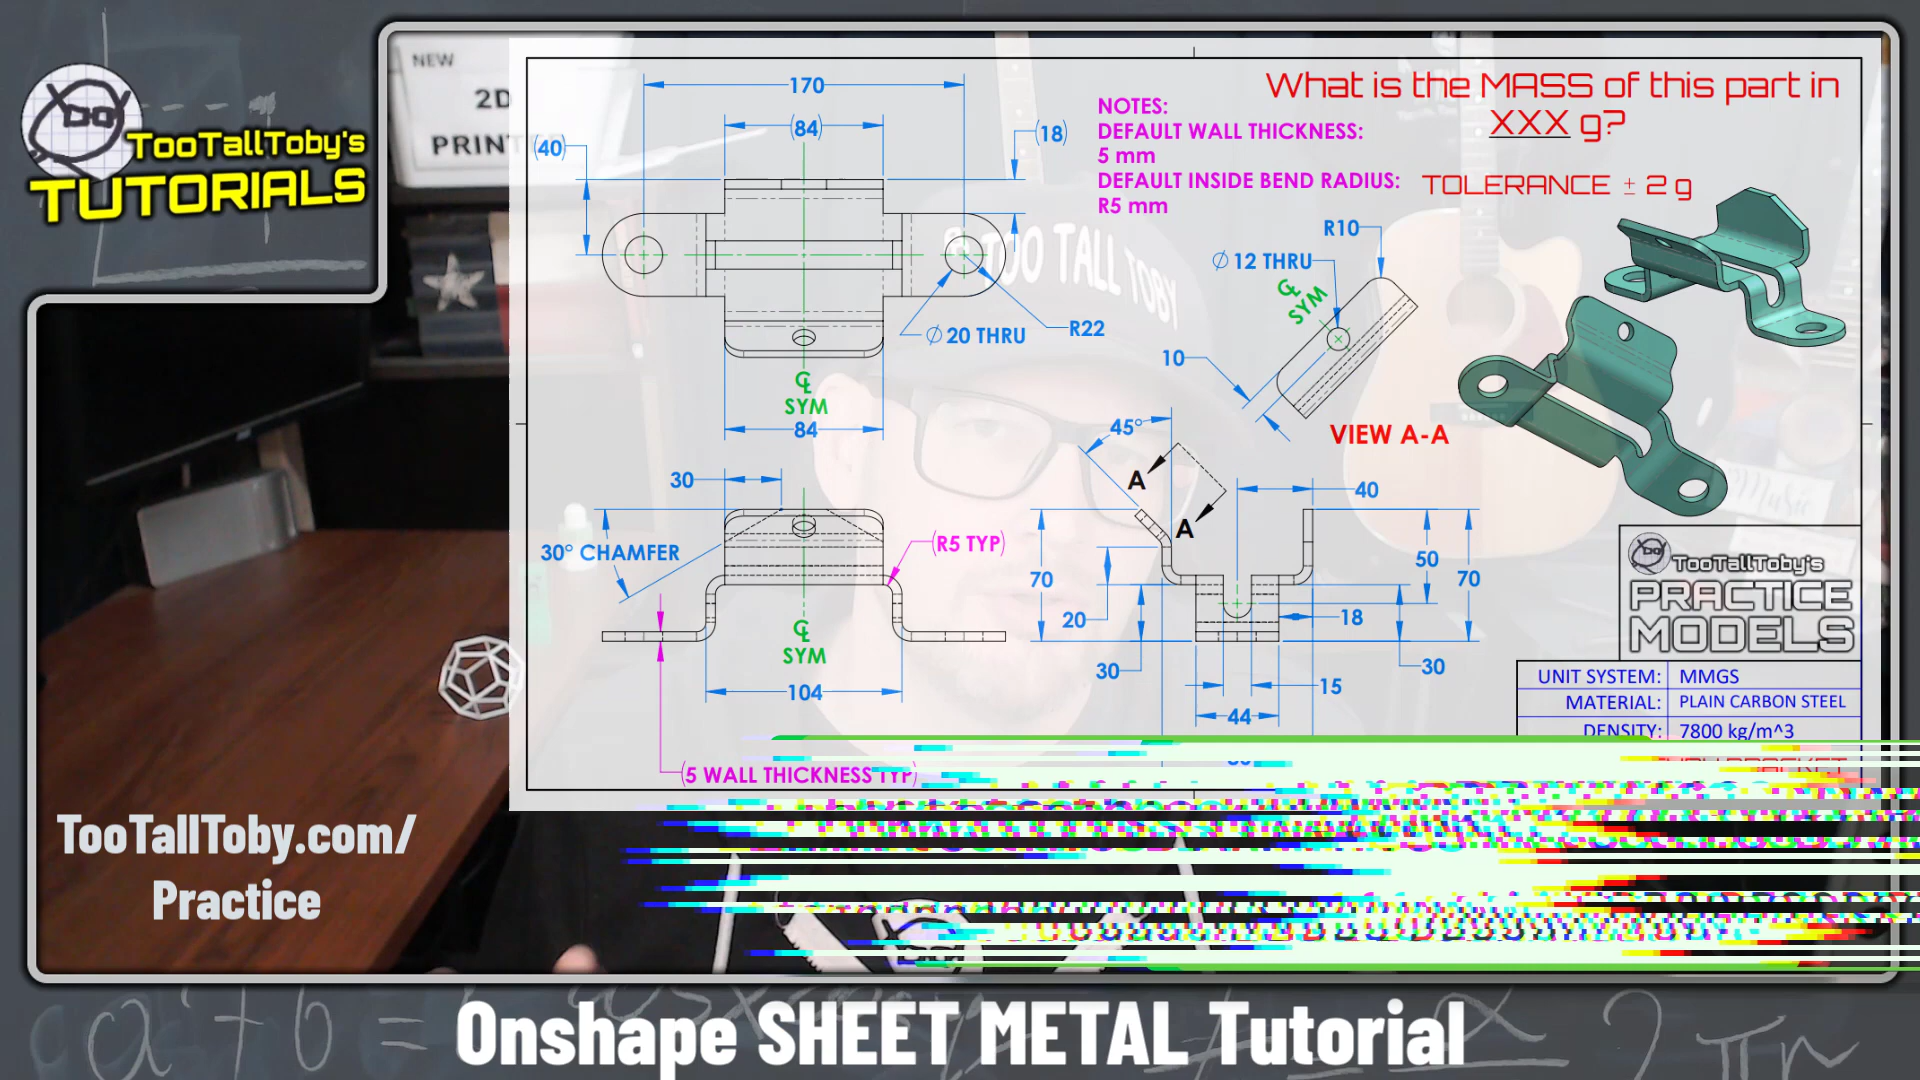 TooTallToby's
TUTORIALS
NEW
2D
PRINT
What is the MASS of this part in
XXX g?
TOLERANCE ± 2 g
NOTES:
DEFAULT WALL THICKNESS:
5 mm
DEFAULT INSIDE BEND RADIUS:
R5 mm
170
(84)
(40)
(18)
Ø 20 THRU
R22
℄
SYM
84
R10
Ø 12 THRU
℄
SYM
10
VIEW A-A
TOO TALL TOBY
30
30° CHAMFER
(R5 TYP)
℄
SYM
104
(5 WALL THICKNESS TYP)
45°
A
A
40
70
20
30
50
70
18
30
15
44
TooTallToby's
PRACTICE
MODELS
UNIT SYSTEM: MMGS
MATERIAL: PLAIN CARBON STEEL
DENSITY: 7800 kg/m^3
TooTallToby.com/
Practice
Onshape SHEET METAL Tutorial